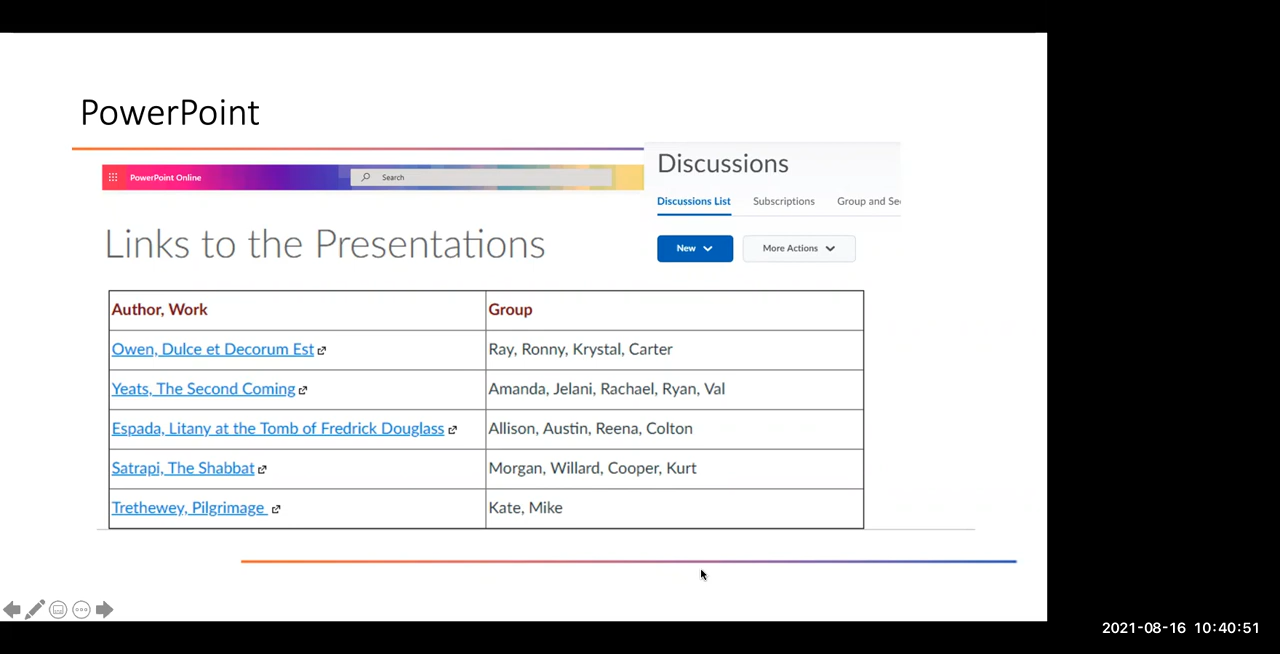 PowerPoint
PowerPoint Online
Search
Discussions
Discussions List Subscriptions Group and Se
New More Actions
Links to the Presentations
Author, Work Group
Owen, Dulce et Decorum Est Ray, Ronny, Krystal, Carter
Yeats, The Second Coming Amanda, Jelani, Rachael, Ryan, Val
Espada, Litany at the Tomb of Fredrick Douglass Allison, Austin, Reena, Colton
Satrapi, The Shabbat Morgan, Willard, Cooper, Kurt
Trethewey, Pilgrimage Kate, Mike
2021-08-16 10:40:51